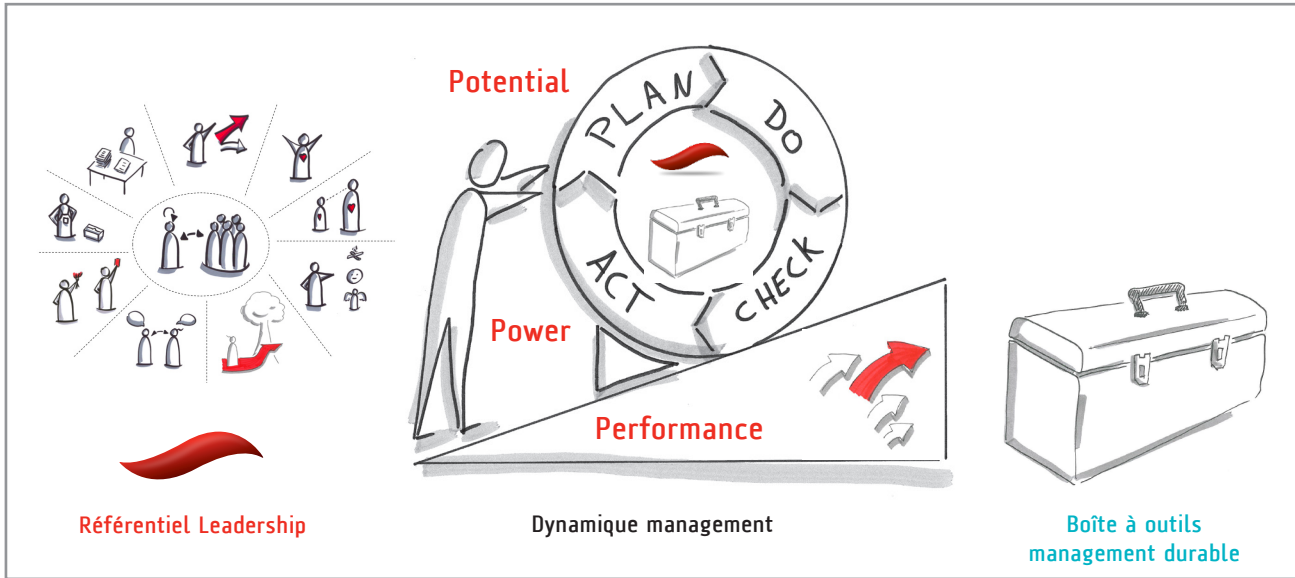 Potential
PLAN
DO
CHECK
ACT
Power
Performance
Référentiel Leadership
Dynamique management
Boîte à outils
management durable